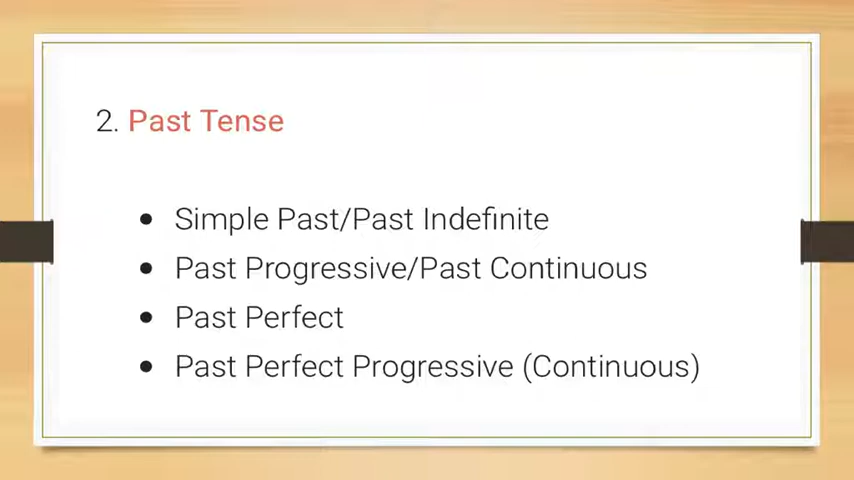 2. Past Tense
• Simple Past/Past Indefinite
• Past Progressive/Past Continuous
• Past Perfect
• Past Perfect Progressive (Continuous)